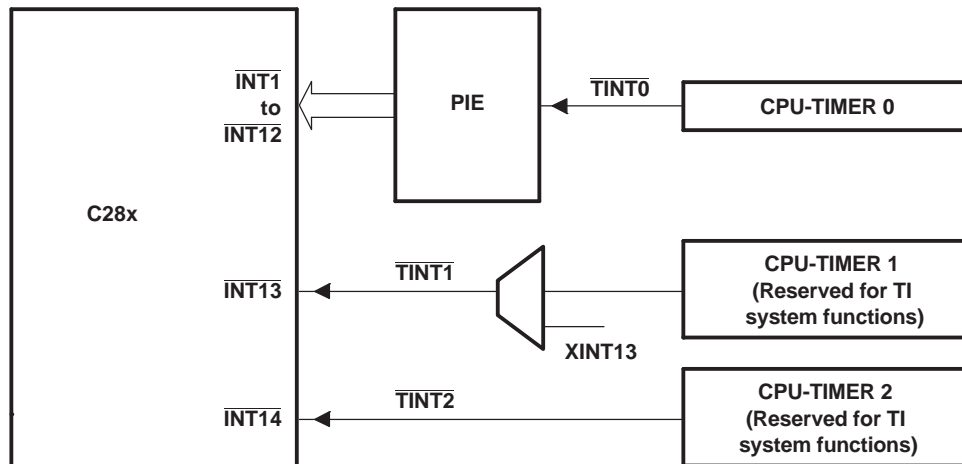 INT1
to
INT12
PIE
TINT0
CPU-TIMER 0
C28x
INT13
TINT1
XINT13
CPU-TIMER 1
(Reserved for TI
system functions)
INT14
TINT2
CPU-TIMER 2
(Reserved for TI
system functions)